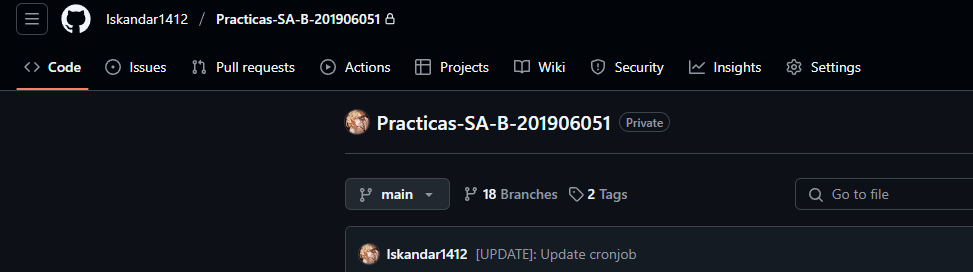 Iskandar1412 / Practicas-SA-B-201906051
Code Issues Pull requests Actions Projects Wiki Security Insights Settings
Practicas-SA-B-201906051 Private
main 18 Branches 2 Tags Go to file
Iskandar1412 [UPDATE]: Update cronjob